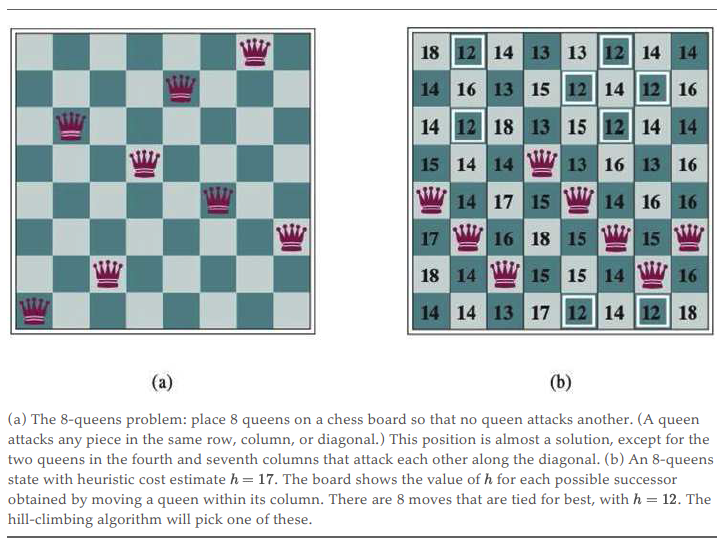 18 12 14 13 13 12 14 14
14 16 13 15 12 14 12 16
14 12 18 13 15 12 14 14
15 14 14 13 16 13 16
14 17 15 14 16 16
17 16 18 15 15
18 14 15 15 14 16
14 14 13 17 12 14 12 18
(a)
(b)
(a) The 8-queens problem: place 8 queens on a chess board so that no queen attacks another. (A queen
attacks any piece in the same row, column, or diagonal.) This position is almost a solution, except for the
two queens in the fourth and seventh columns that attack each other along the diagonal. (b) An 8-queens
state with heuristic cost estimate h = 17. The board shows the value of h for each possible successor
obtained by moving a queen within its column. There are 8 moves that are tied for best, with h = 12. The
hill-climbing algorithm will pick one of these.